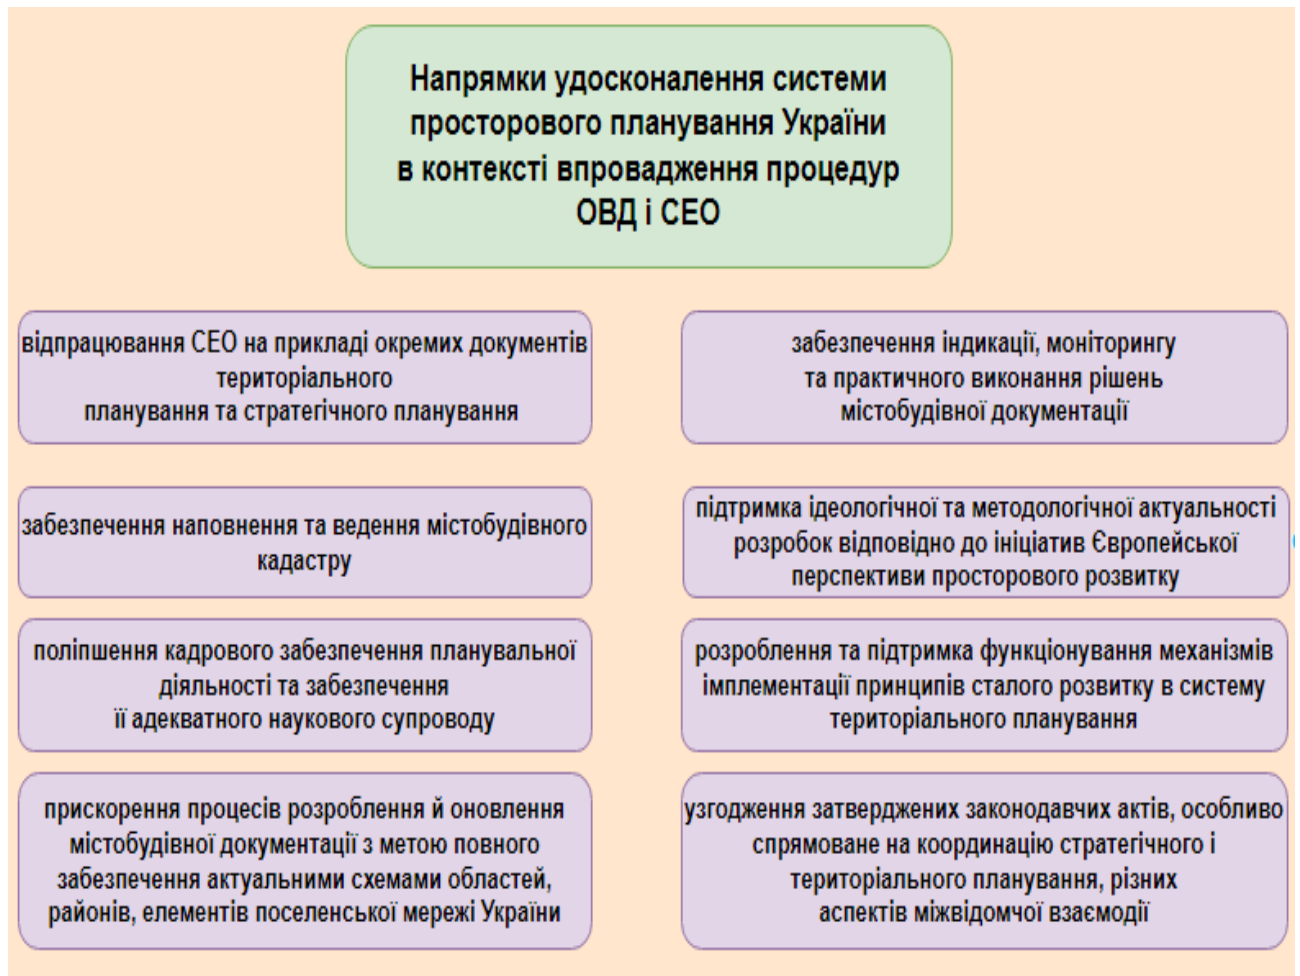 Напрямки удосконалення системи
просторового планування України
в контексті впровадження процедур
ОВД і СЕО
відпрацювання СЕО на прикладі окремих документів
територіального
планування та стратегічного планування
забезпечення індикації, моніторингу
та практичного виконання рішень
містобудівної документації
забезпечення наповнення та ведення містобудівного
кадастру
підтримка ідеологічної та методологічної актуальності
розробок відповідно до ініціатив Європейської
перспективи просторового розвитку
поліпшення кадрового забезпечення планувальної
діяльності та забезпечення
її адекватного наукового супроводу
розроблення та підтримка функціонування механізмів
імплементації принципів сталого розвитку в систему
територіального планування
прискорення процесів розроблення й оновлення
містобудівної документації з метою повного
забезпечення актуальними схемами областей,
районів, елементів поселенської мережі України
узгодження затверджених законодавчих актів, особливо
спрямоване на координацію стратегічного і
територіального планування, різних
аспектів міжвідомчої взаємодії